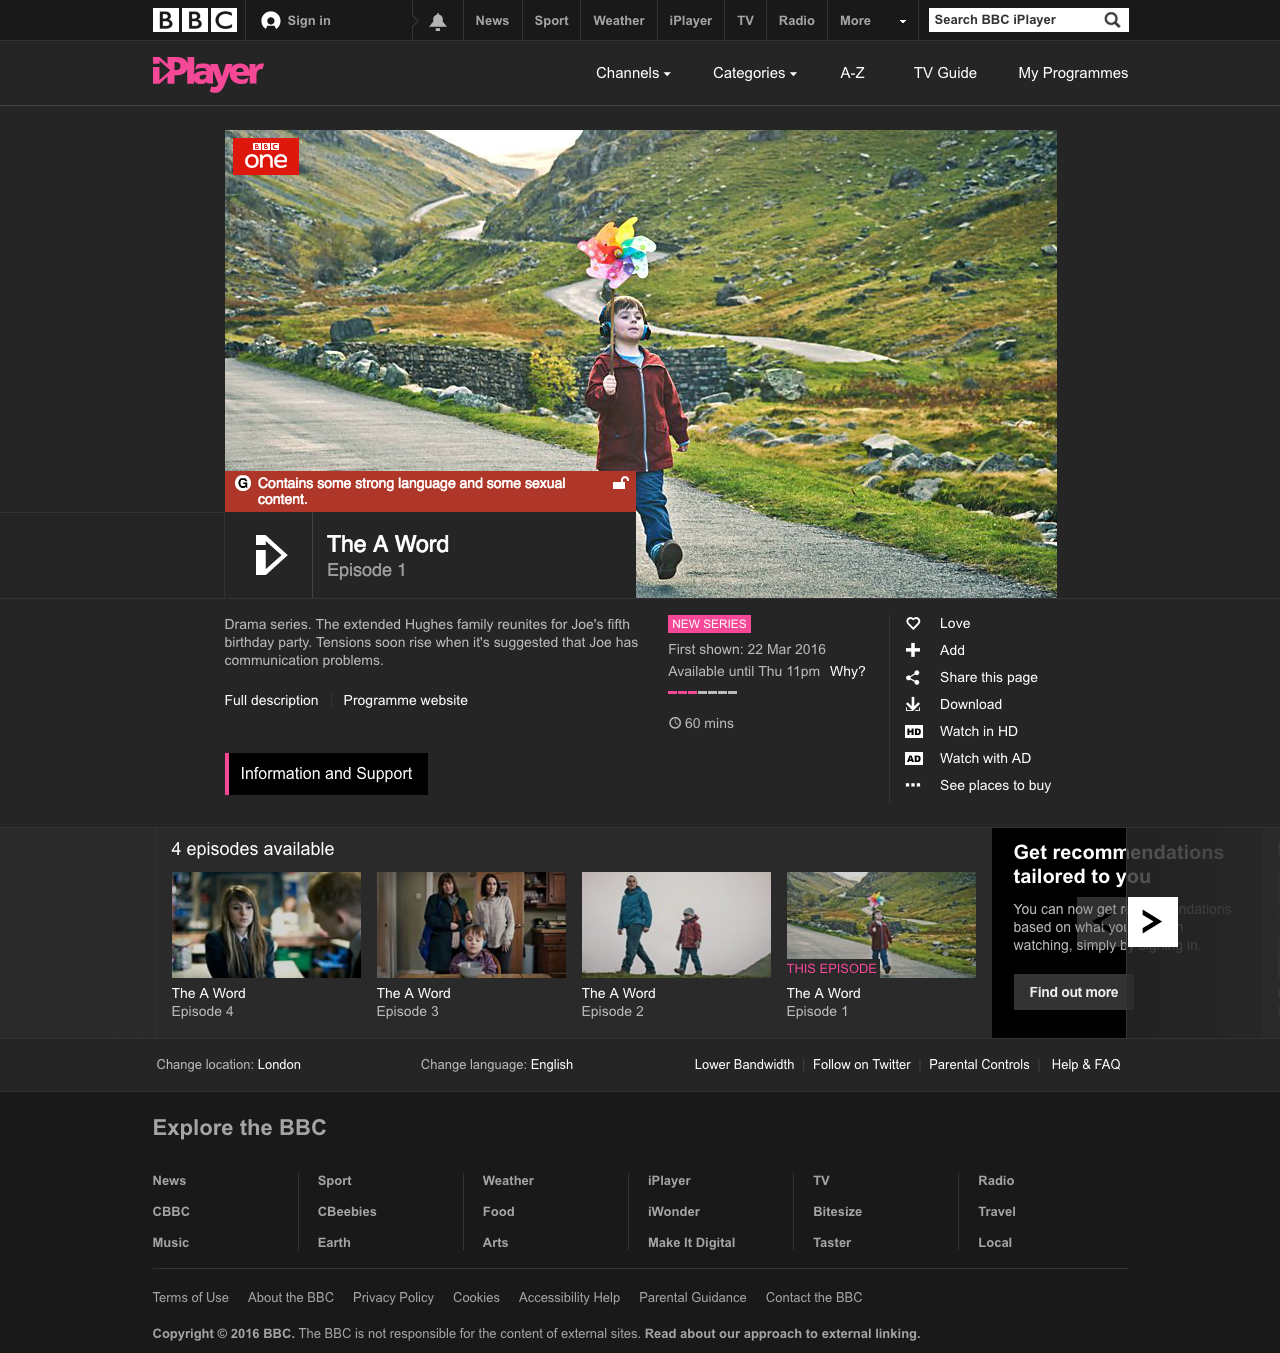 BBC Sign in News Sport Weather iPlayer TV Radio More Search BBC iPlayer
iPlayer Channels Categories A-Z TV Guide My Programmes
BBC
one
G Contains some strong language and some sexual
content.
The A Word
Episode 1
Drama series. The extended Hughes family reunites for Joe's fifth
birthday party. Tensions soon rise when it's suggested that Joe has
communication problems.
Full description Programme website
Information and Support
NEW SERIES
First shown: 22 Mar 2016
Available until Thu 11pm Why?
60 mins
Love
Add
Share this page
Download
HD Watch in HD
AD Watch with AD
See places to buy
4 episodes available
The A Word
Episode 4
The A Word
Episode 3
The A Word
Episode 2
THIS EPISODE
The A Word
Episode 1
Get recommendations
tailored to you
You can now get recommendations
based on what you
watching, simply by signing in.
Find out more
Change location: London Change language: English Lower Bandwidth Follow on Twitter Parental Controls Help & FAQ
Explore the BBC
News Sport Weather iPlayer TV Radio
CBBC CBeebies Food iWonder Bitesize Travel
Music Earth Arts Make It Digital Taster Local
Terms of Use About the BBC Privacy Policy Cookies Accessibility Help Parental Guidance Contact the BBC
Copyright © 2016 BBC. The BBC is not responsible for the content of external sites. Read about our approach to external linking.